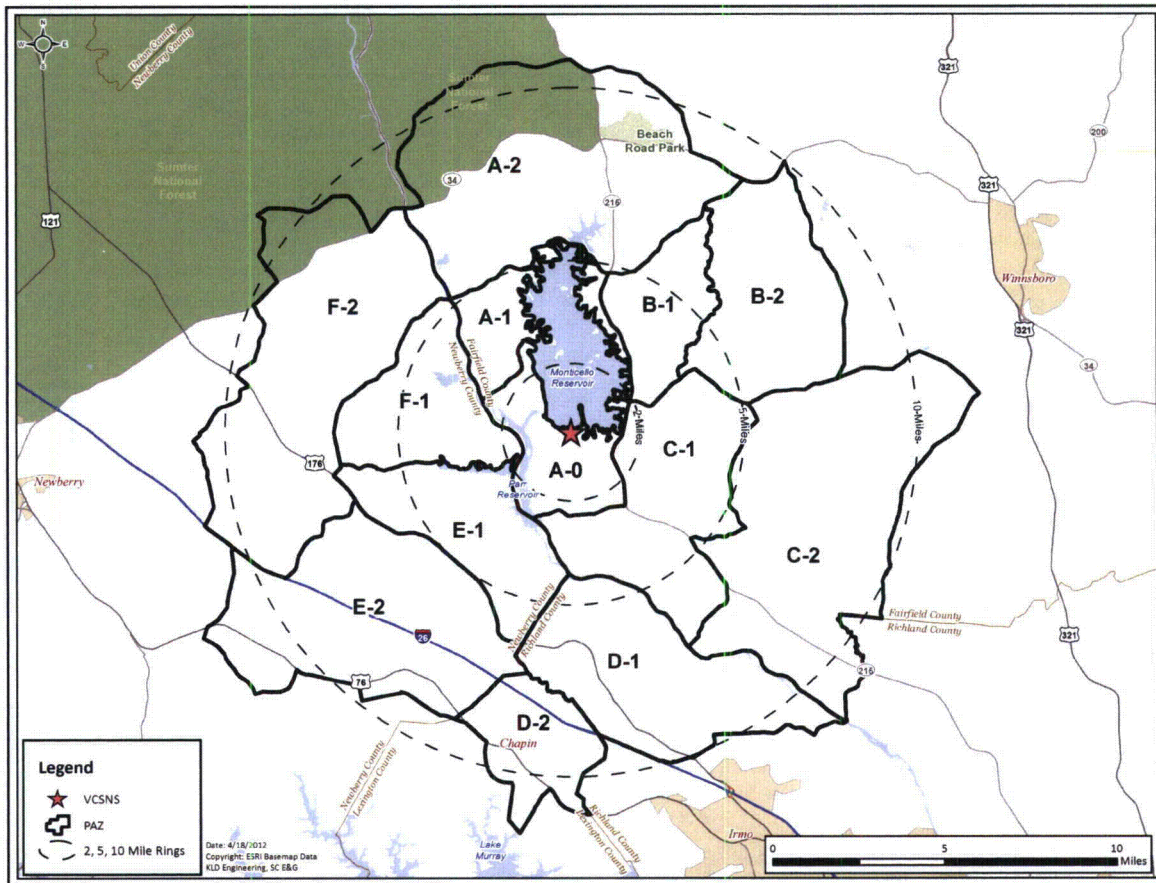 N
W
E
S
Union County
Newberry County
Sumter
National
Forest
Sumter
National
Forest
Beach
Road Park
321
200
A-2
34
121
215
321
Winnsboro
F-2
A-1
B-1
B-2
Fairfield County
Newberry County
Monticello
Reservoir
321
34
F-1
2-Miles
5-Miles
10-Miles
C-1
176
Newberry
A-0
Parr
Reservoir
E-1
C-2
E-2
Newberry County
Richland County
Fairfield County
Richland County
26
321
D-1
215
76
D-2
Chapin
Newberry County
Lexington County
Richland County
Lexington County
Irmo
Lake
Murray
Legend
VCSNS
PAZ
2, 5, 10 Mile Rings
Date: 4/18/2012
Copyright: ESRI Basemap Data
KLD Engineering, SC E&G
0
5
10
Miles